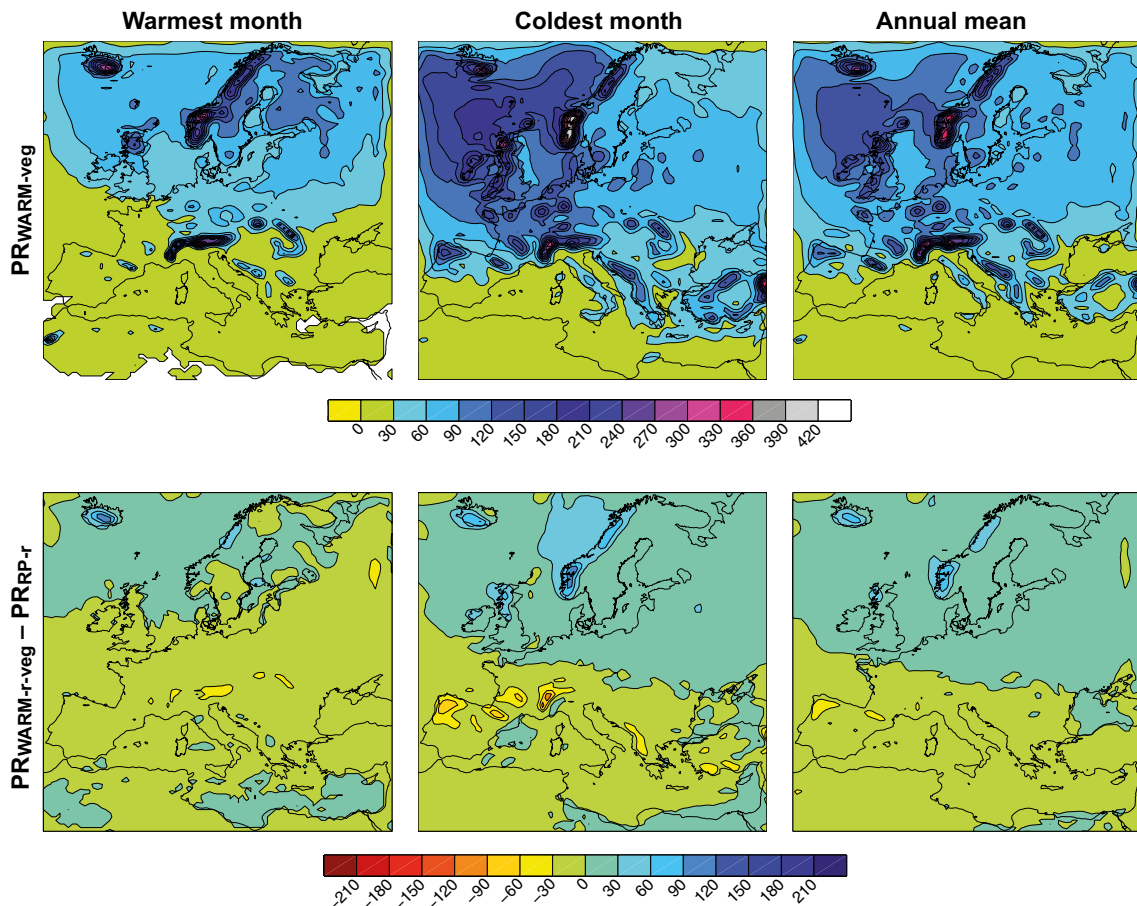 Warmest month Coldest month Annual mean
PRWARM-veg
0 30 60 90 120 150 180 210 240 270 300 330 360 390 420
PRWARM-r-veg – PRRP-r
−210 −180 −150 −120 −90 −60 −30 0 30 60 90 120 150 180 210